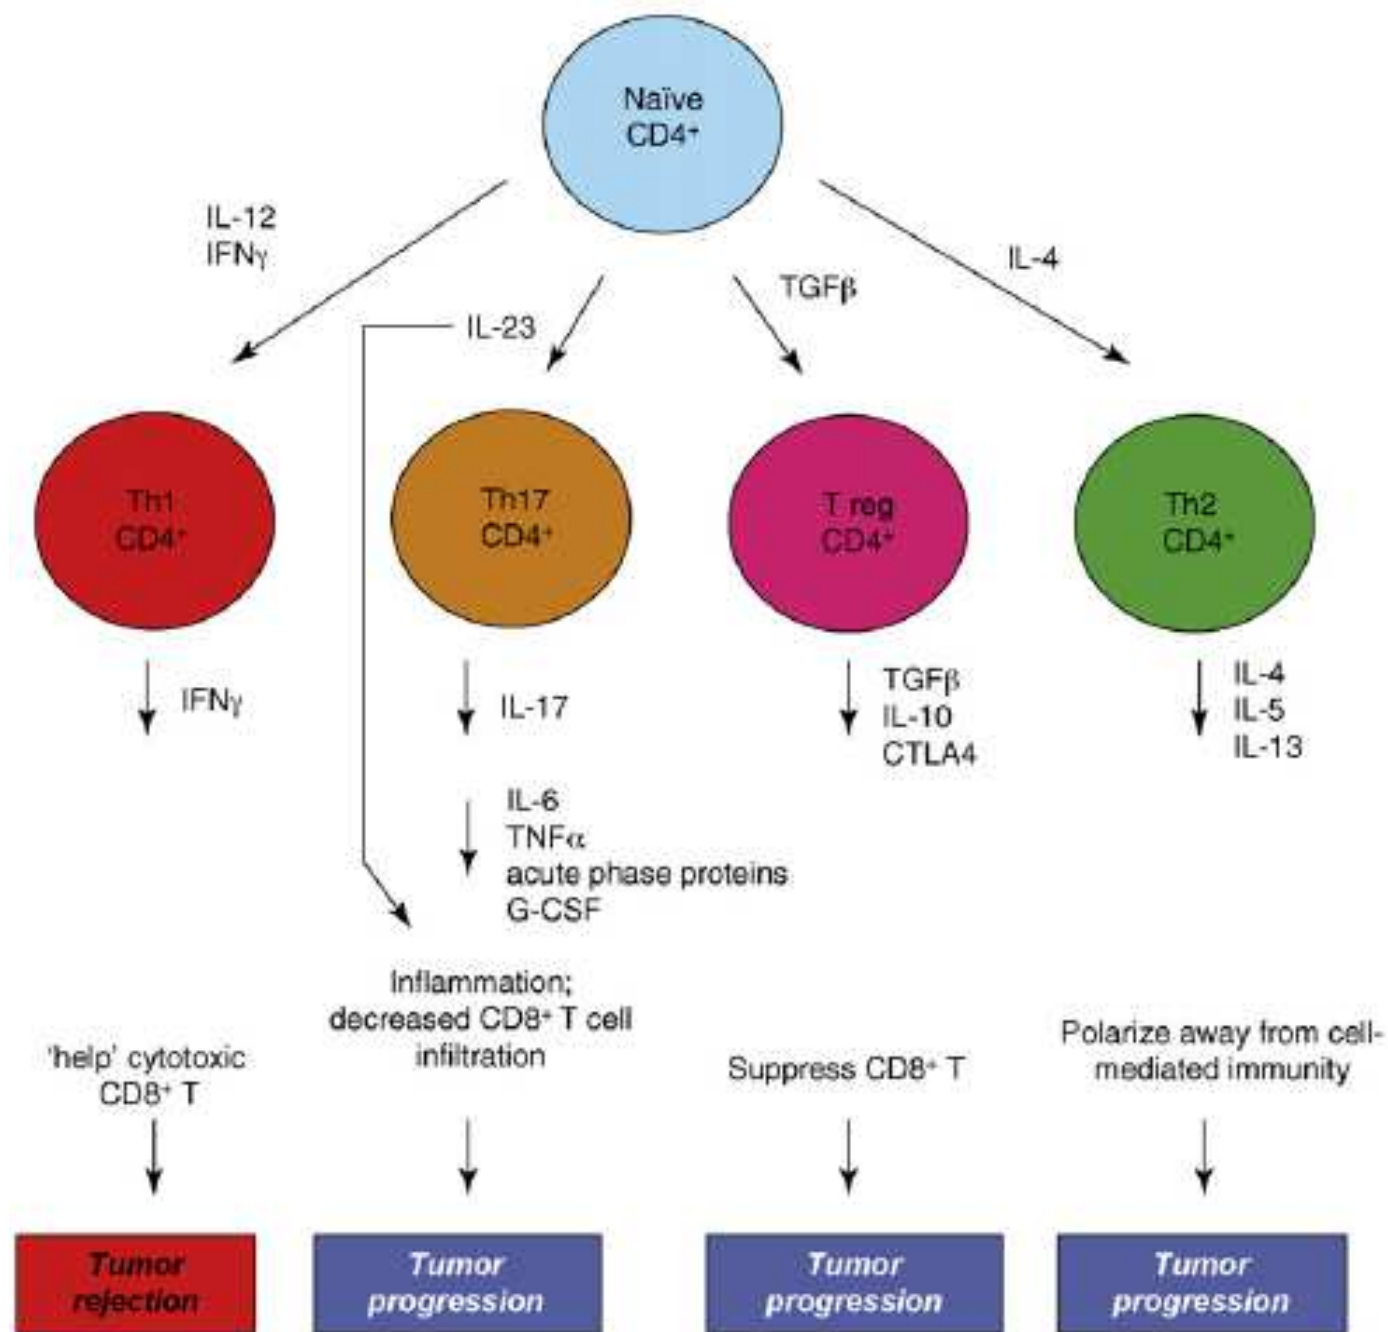 Naïve
CD4+
IL-12
IFNγ
IL-4
TGFβ
IL-23
Th1
CD4+
Th17
CD4+
T reg
CD4+
Th2
CD4+
IFNγ
IL-17
TGFβ
IL-10
CTLA4
IL-4
IL-5
IL-13
IL-6
TNFα
acute phase proteins
G-CSF
Inflammation;
decreased CD8+ T cell
infiltration
'help' cytotoxic
CD8+ T
Suppress CD8+ T
Polarize away from cell-
mediated immunity
Tumor
rejection
Tumor
progression
Tumor
progression
Tumor
progression